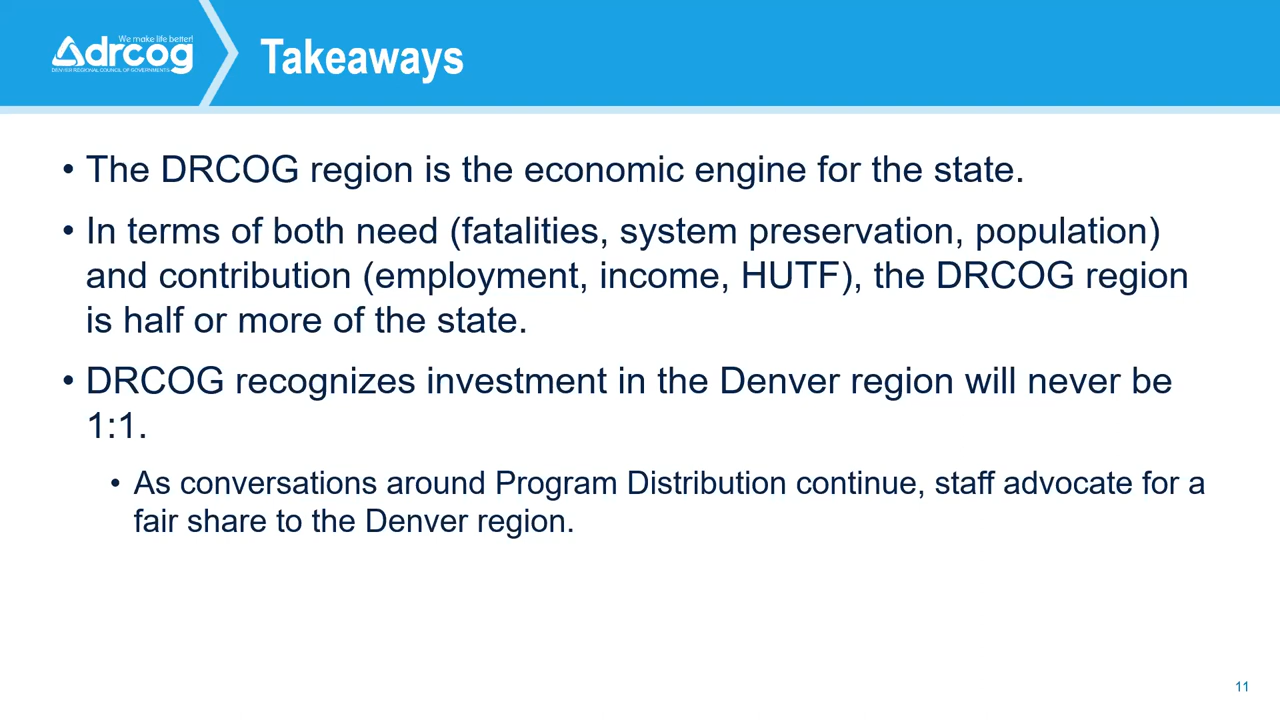 We make life better!
drcog
DENVER REGIONAL COUNCIL OF GOVERNMENTS
Takeaways
• The DRCOG region is the economic engine for the state.
• In terms of both need (fatalities, system preservation, population)
and contribution (employment, income, HUTF), the DRCOG region
is half or more of the state.
• DRCOG recognizes investment in the Denver region will never be
1:1.
• As conversations around Program Distribution continue, staff advocate for a
fair share to the Denver region.
11